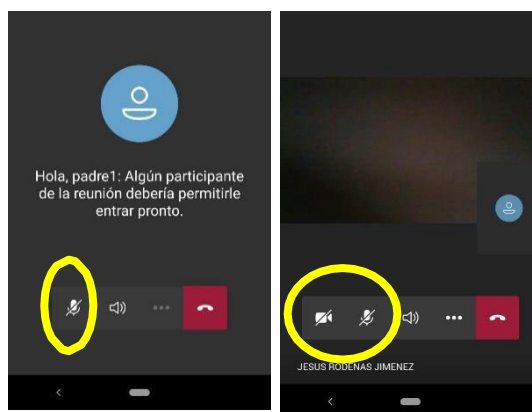 Hola, padre1: Algún participante
de la reunión debería permitirle
entrar pronto.
JESUS RODENAS JIMENEZ